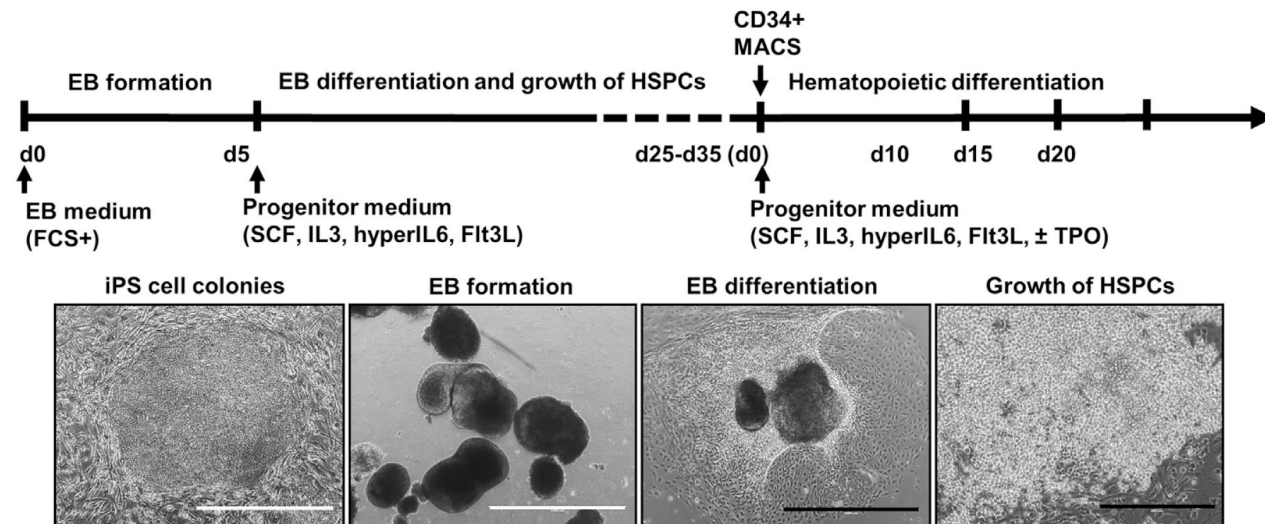 CD34+
MACS
EB formation
EB differentiation and growth of HSPCs
Hematopoietic differentiation
d0
d5
d25-d35 (d0)
d10
d15
d20
EB medium
(FCS+)
Progenitor medium
(SCF, IL3, hyperIL6, Flt3L)
Progenitor medium
(SCF, IL3, hyperIL6, Flt3L, ± TPO)
iPS cell colonies
EB formation
EB differentiation
Growth of HSPCs